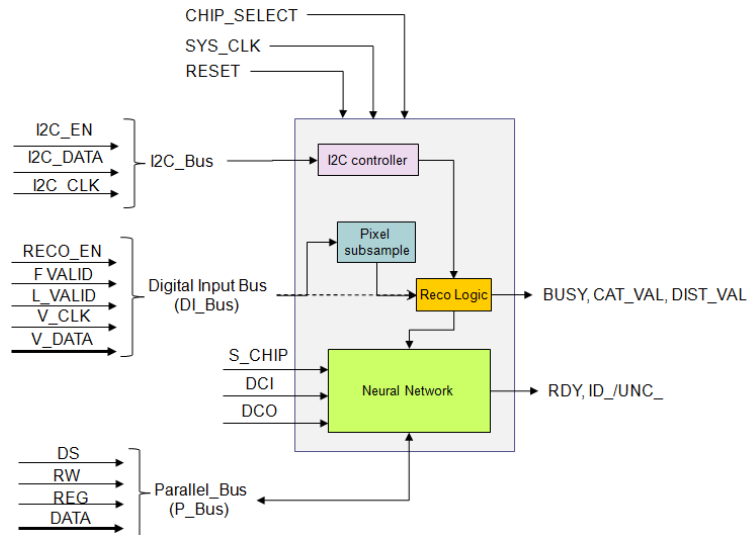 CHIP_SELECT
SYS_CLK
RESET
I2C_EN
I2C_DATA
I2C_CLK
I2C_Bus
I2C controller
RECO_EN
F VALID
L_VALID
V_CLK
V_DATA
Digital Input Bus
(DI_Bus)
Pixel
subsample
Reco Logic
BUSY, CAT_VAL, DIST_VAL
S_CHIP
DCI
DCO
Neural Network
RDY, ID_/UNC_
DS
RW
REG
DATA
Parallel_Bus
(P_Bus)